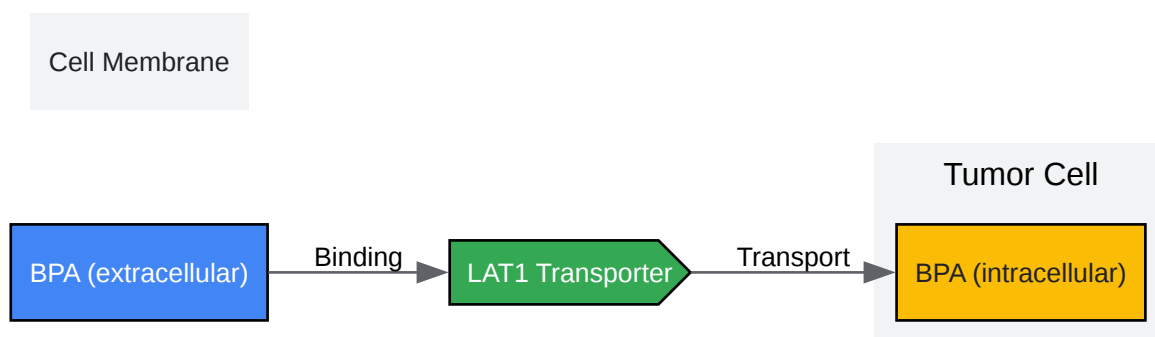 Cell Membrane
Tumor Cell
BPA (extracellular)
Binding
LAT1 Transporter
Transport
BPA (intracellular)